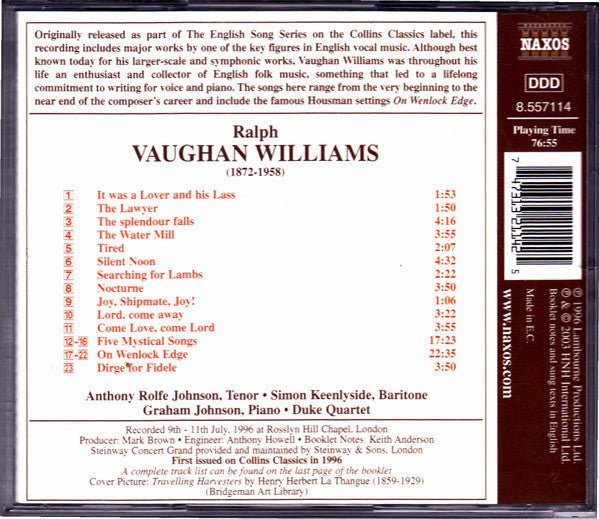 Originally released as part of The English Song Series on the Collins Classics label, this
recording includes major works by one of the key figures in English vocal music. Although best
known today for his larger-scale and symphonic works, Vaughan Williams was throughout his
life an enthusiast and collector of English folk music, something that led to a lifelong
commitment to writing for voice and piano. The songs here range from the very beginning to the
near end of the composer's career and include the famous Housman settings On Wenlock Edge.
Ralph
VAUGHAN WILLIAMS
(1872-1958)
1 It was a Lover and his Lass 1:53
2 The Lawyer 1:50
3 The splendour falls 4:16
4 The Water Mill 3:55
5 Tired 2:07
6 Silent Noon 4:32
7 Searching for Lambs 2:22
8 Nocturne 3:50
9 Joy, Shipmate, Joy! 1:06
10 Lord, come away 3:22
11 Come Love, come Lord 3:55
12-16 Five Mystical Songs 17:23
17-22 On Wenlock Edge 22:35
23 Dirge for Fidele 3:50
Anthony Rolfe Johnson, Tenor • Simon Keenlyside, Baritone
Graham Johnson, Piano • Duke Quartet
Recorded 9th - 11th July, 1996 at Rosslyn Hill Chapel, London
Producer: Mark Brown • Engineer: Anthony Howell • Booklet Notes: Keith Anderson
Steinway Concert Grand provided and maintained by Steinway & Sons, London
First issued on Collins Classics in 1996
A complete track list can be found on the last page of the booklet
Cover Picture: Travelling Harvesters by Henry Herbert La Thangue (1859-1929)
(Bridgeman Art Library)
NAXOS
DDD
8.557114
Playing Time
76:55
7 47313 21142 5
www.naxos.com
Made in E.C.
℗ 1996 Lambourne Productions Ltd.
℗ & © 2003 HNH International Ltd.
Booklet notes and sung texts in English